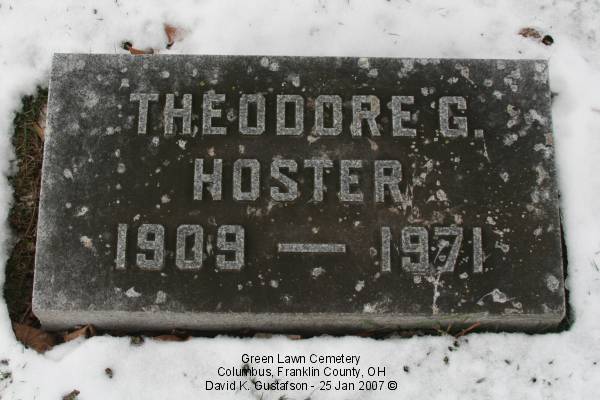 THEODORE G.
HOSTER
1909 — 1971
Green Lawn Cemetery
Columbus, Franklin County, OH
David K. Gustafson - 25 Jan 2007 ©